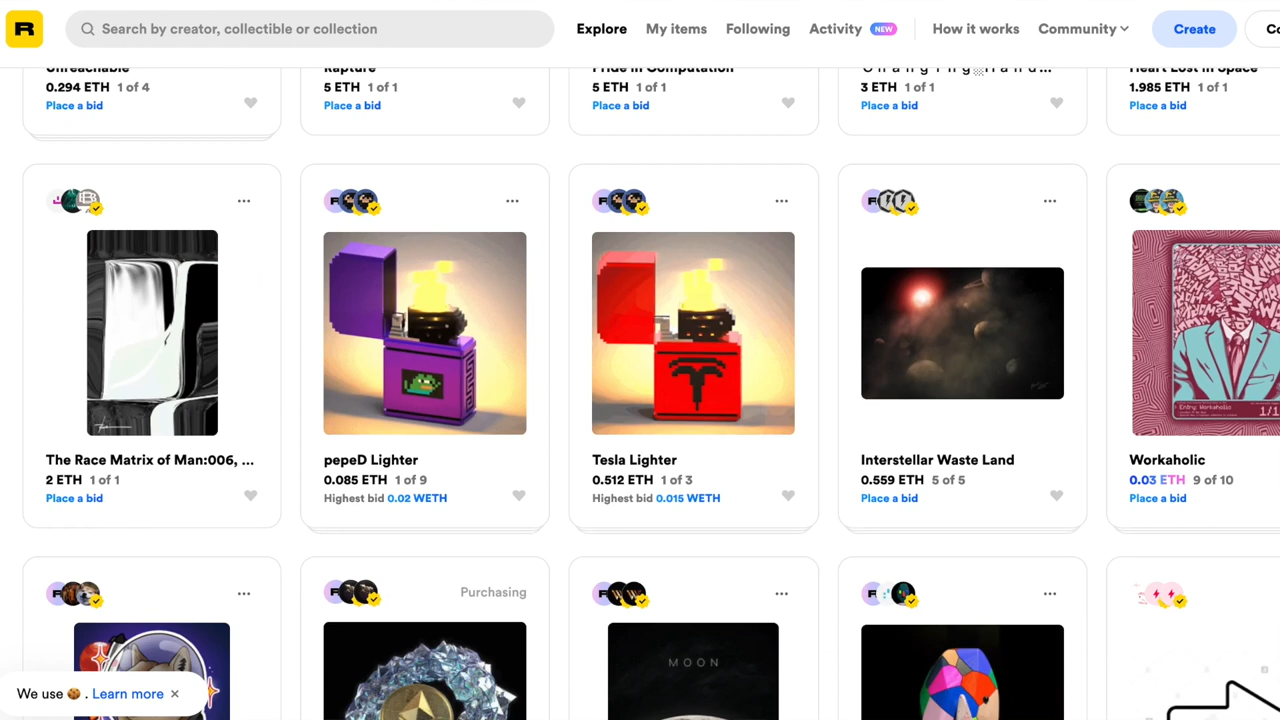 R
Search by creator, collectible or collection
Explore My items Following Activity NEW How it works Community Create
Unreachable Rapture Pride in Computation Heart Lost in Space
0.294 ETH 1 of 4 5 ETH 1 of 1 5 ETH 1 of 1 3 ETH 1 of 1 1.985 ETH 1 of 1
Place a bid Place a bid Place a bid Place a bid Place a bid
The Race Matrix of Man:006, ... pepeD Lighter Tesla Lighter Interstellar Waste Land Workaholic
2 ETH 1 of 1 0.085 ETH 1 of 9 0.512 ETH 1 of 3 0.559 ETH 5 of 5 0.03 ETH 9 of 10
Place a bid Highest bid 0.02 WETH Highest bid 0.015 WETH Place a bid Place a bid
Purchasing
MOON
We use 🍪 . Learn more ×